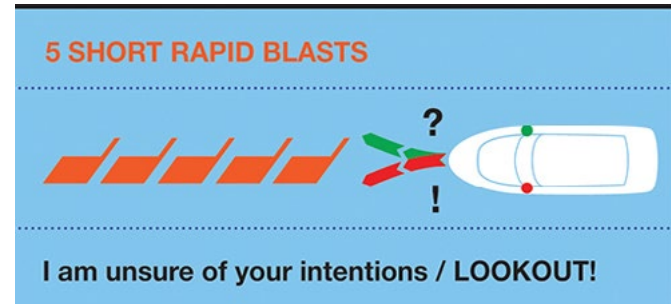 5 SHORT RAPID BLASTS
?
!
I am unsure of your intentions / LOOKOUT!